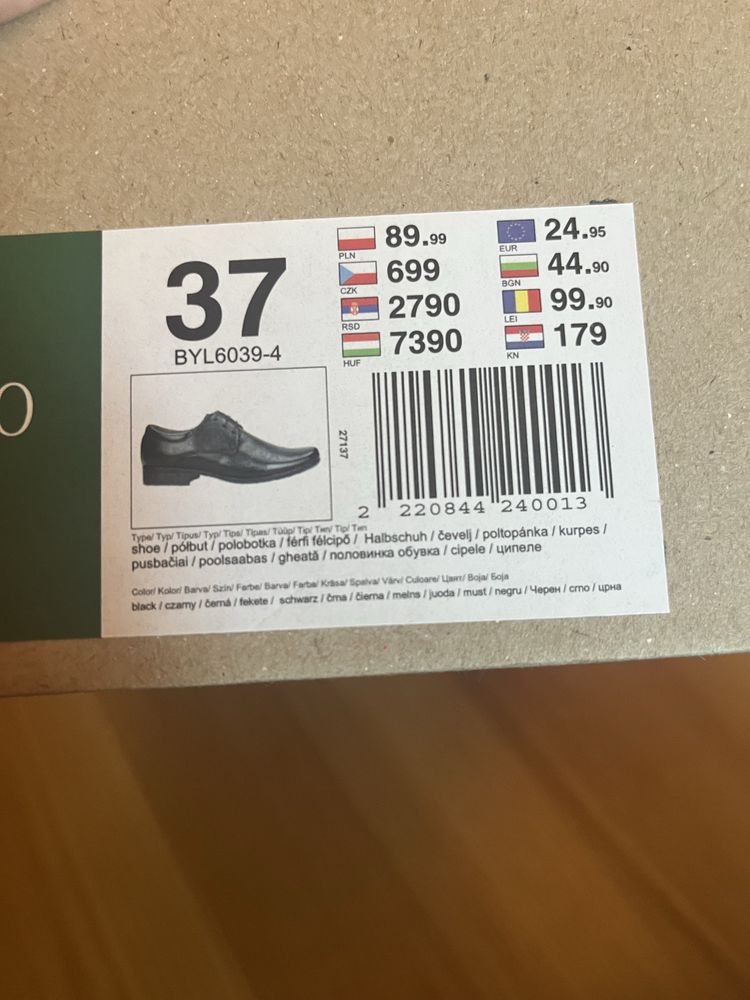 O
37
BYL6039-4
89.99
PLN
699
CZK
2790
RSD
7390
HUF
24.95
EUR
44.90
BGN
99.90
LEI
179
KN
27137
2 220844 240013
Type/ Typ/ Típus/ Typ/ Tips/ Tipas/ Tüüp/ Tip/ Тип/ Tip/ Тип
shoe / półbut / polobotka / férfi félcipő / Halbschuh / čevelj / poltopánka / kurpes /
pusbačiai / poolsaabas / gheată / половинка обувка / cipele / ципеле
Color/ Kolor/ Barva/ Szín/ Farbe/ Barva/ Farba/ Krāsa/ Spalva/ Värv/ Culoare/ Цвят/ Boja/ Боја
black / czarny / černá / fekete / schwarz / črna / čierna / melns / juoda / must / negru / Черен / crno / црна